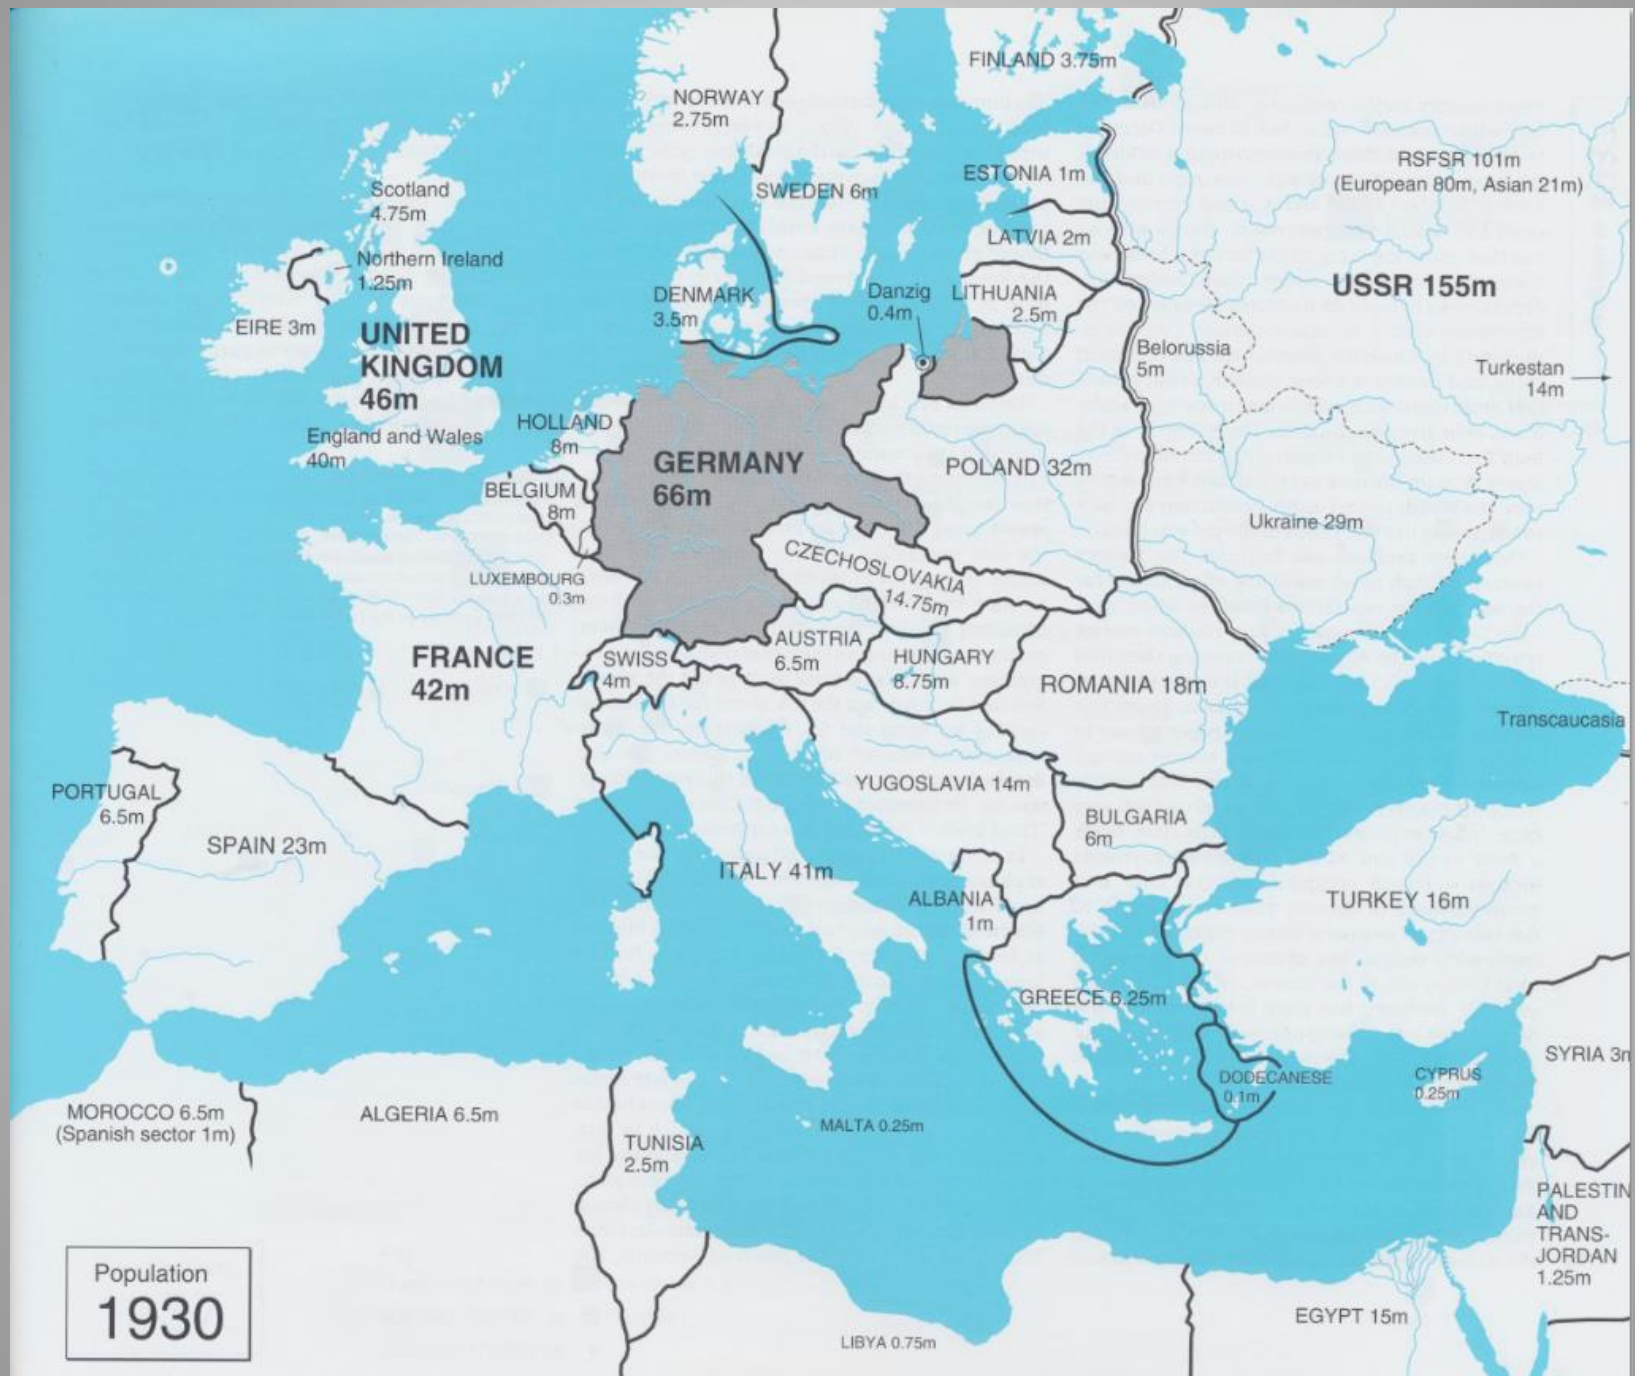 FINLAND 3.75m
NORWAY
2.75m
RSFSR 101m
(European 80m, Asian 21m)
ESTONIA 1m
SWEDEN 6m
Scotland
4.75m
LATVIA 2m
Northern Ireland
1.25m
USSR 155m
DENMARK
3.5m
Danzig
0.4m
LITHUANIA
2.5m
EIRE 3m
UNITED
KINGDOM
46m
Belorussia
5m
Turkestan
14m
HOLLAND
8m
England and Wales
40m
GERMANY
66m
POLAND 32m
BELGIUM
8m
Ukraine 29m
CZECHOSLOVAKIA
14.75m
LUXEMBOURG
0.3m
AUSTRIA
6.5m
FRANCE
42m
SWISS
4m
HUNGARY
8.75m
ROMANIA 18m
Transcaucasia
YUGOSLAVIA 14m
PORTUGAL
6.5m
BULGARIA
6m
SPAIN 23m
ITALY 41m
ALBANIA
1m
TURKEY 16m
GREECE 6.25m
SYRIA 3m
DODECANESE
0.1m
CYPRUS
0.25m
MOROCCO 6.5m
(Spanish sector 1m)
ALGERIA 6.5m
MALTA 0.25m
TUNISIA
2.5m
PALESTIN
AND
TRANS-
JORDAN
1.25m
Population
1930
EGYPT 15m
LIBYA 0.75m